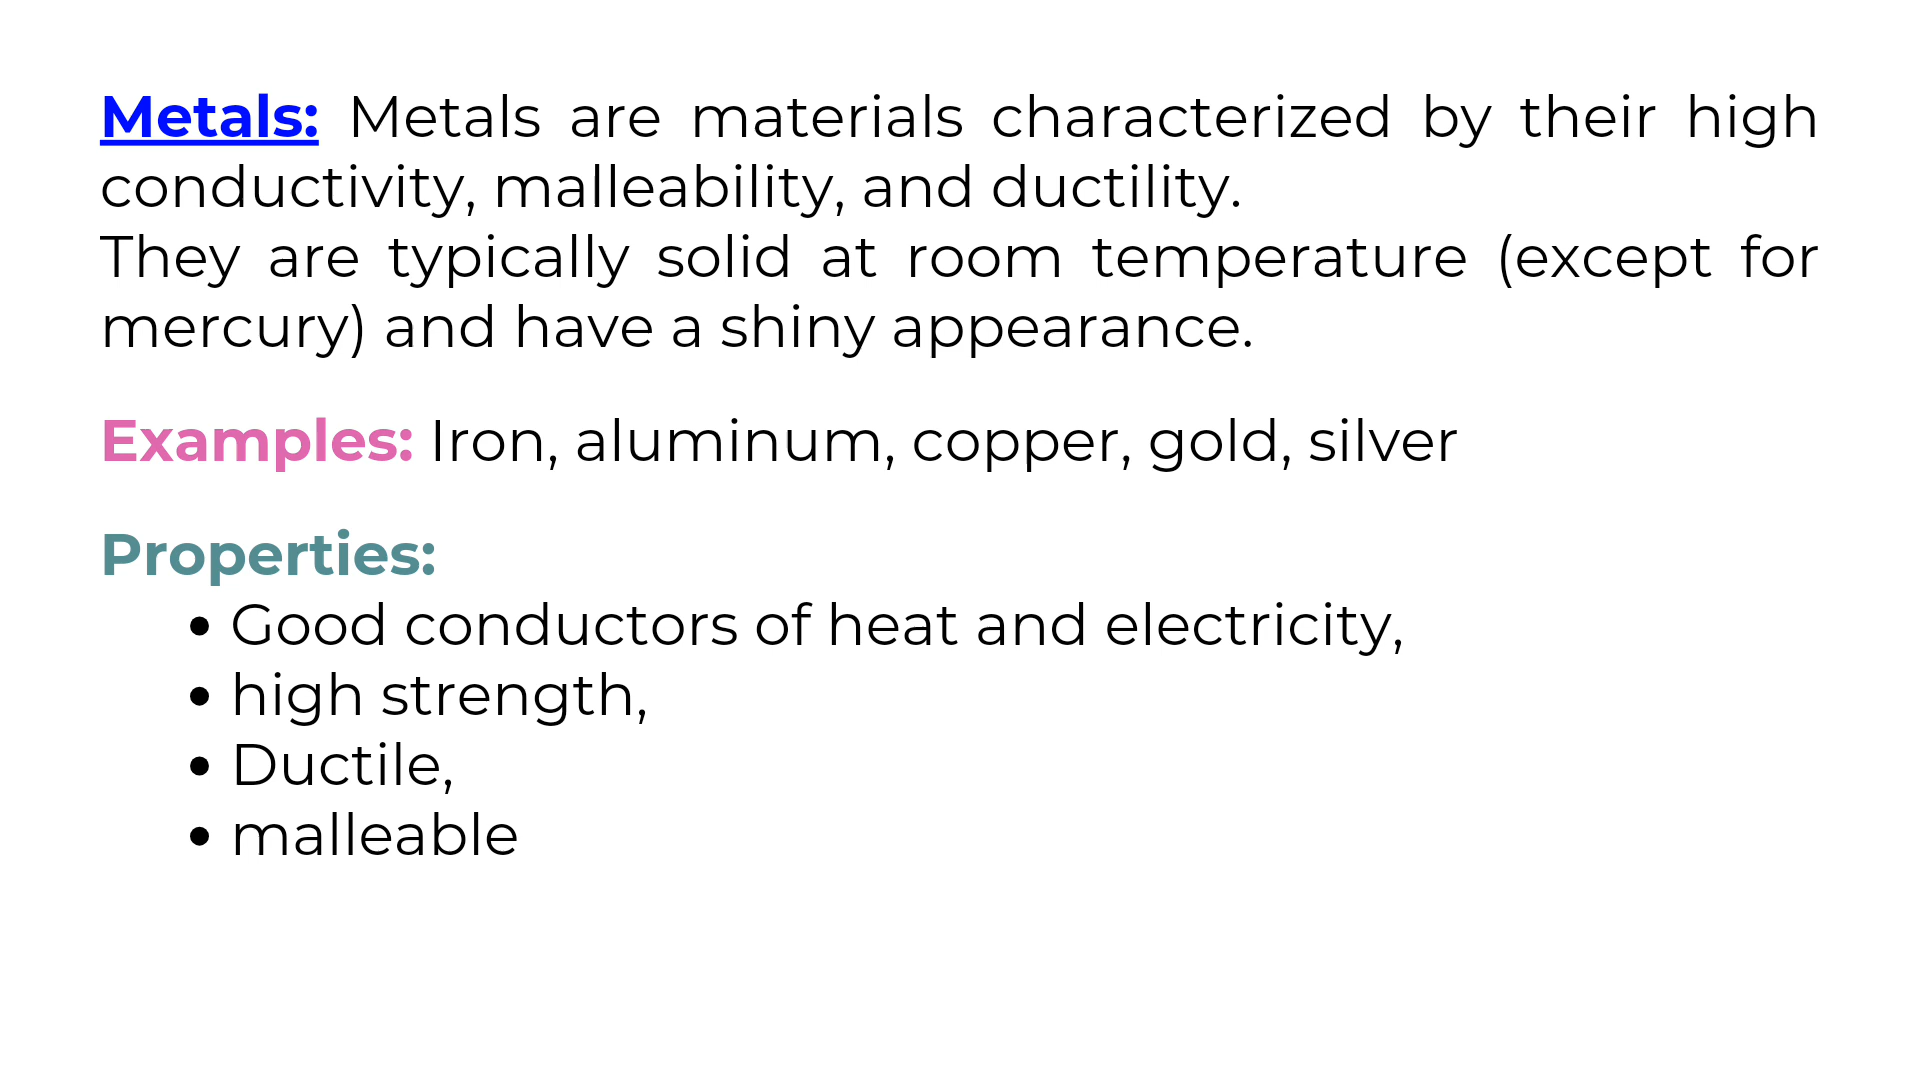 Metals: Metals are materials characterized by their high
conductivity, malleability, and ductility.
They are typically solid at room temperature (except for
mercury) and have a shiny appearance.
Examples: Iron, aluminum, copper, gold, silver
Properties:
• Good conductors of heat and electricity,
• high strength,
• Ductile,
• malleable